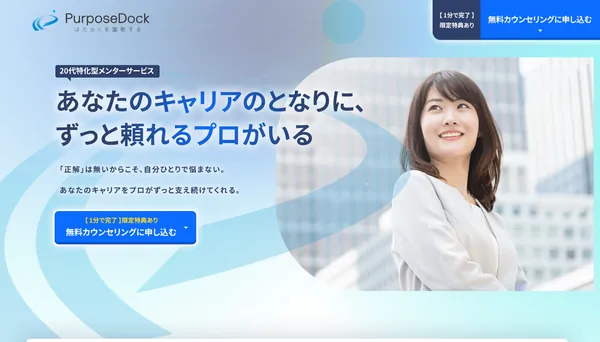 PurposeDock
はたらくを鼓動する
【1分で完了】
限定特典あり
無料カウンセリングに申し込む
20代特化型メンターサービス
あなたのキャリアのとなりに、
ずっと頼れるプロがいる
「正解」は無いからこそ、自分ひとりで悩まない。
あなたのキャリアをプロがずっと支え続けてくれる。
【1分で完了】限定特典あり
無料カウンセリングに申し込む